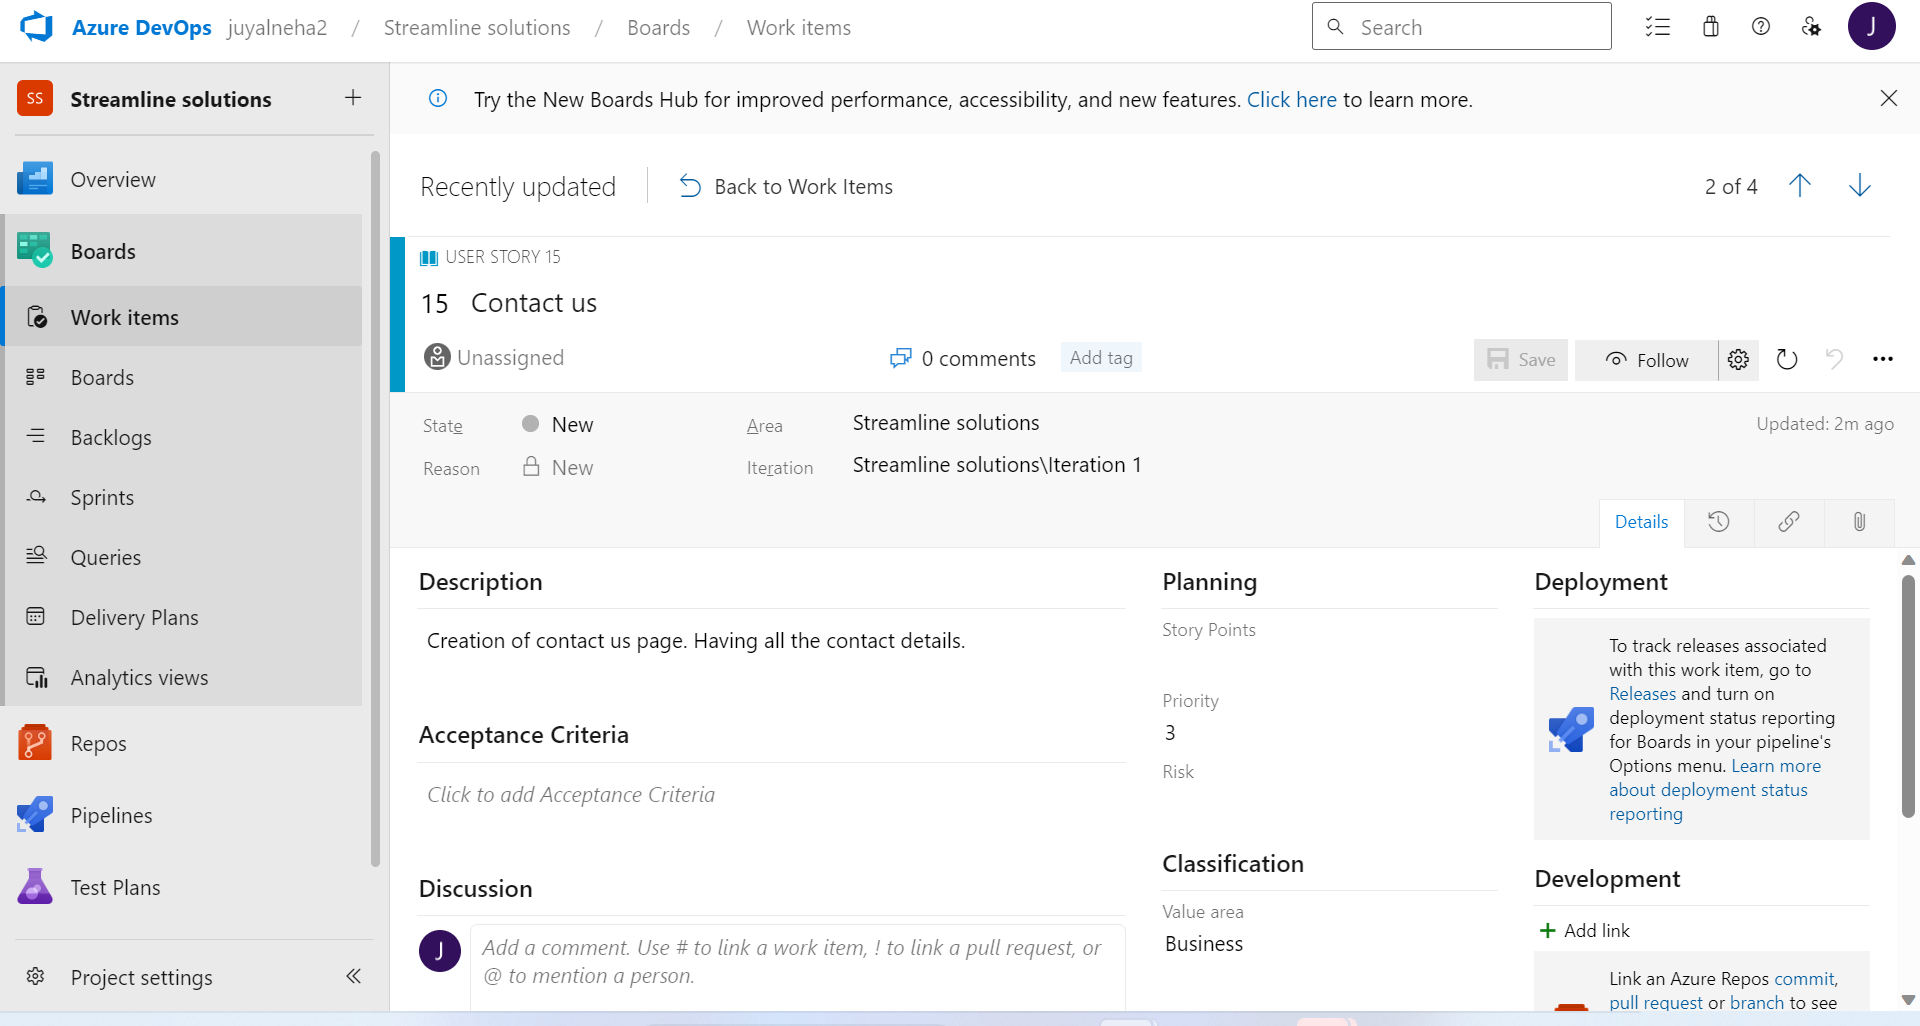 Azure DevOps juyalneha2 / Streamline solutions / Boards / Work items
Search
J
SS Streamline solutions
Overview
Boards
Work items
Boards
Backlogs
Sprints
Queries
Delivery Plans
Analytics views
Repos
Pipelines
Test Plans
Project settings
Try the New Boards Hub for improved performance, accessibility, and new features. Click here to learn more.
Recently updated
Back to Work Items
2 of 4
USER STORY 15
15 Contact us
Unassigned
0 comments
Add tag
Save
Follow
State
New
Area
Streamline solutions
Updated: 2m ago
Reason
New
Iteration
Streamline solutions\Iteration 1
Details
Description
Creation of contact us page. Having all the contact details.
Acceptance Criteria
Click to add Acceptance Criteria
Discussion
J
Add a comment. Use # to link a work item, ! to link a pull request, or
@ to mention a person.
Planning
Story Points
Priority
3
Risk
Classification
Value area
Business
Deployment
To track releases associated
with this work item, go to
Releases and turn on
deployment status reporting
for Boards in your pipeline's
Options menu. Learn more
about deployment status
reporting
Development
Add link
Link an Azure Repos commit,
pull request or branch to see